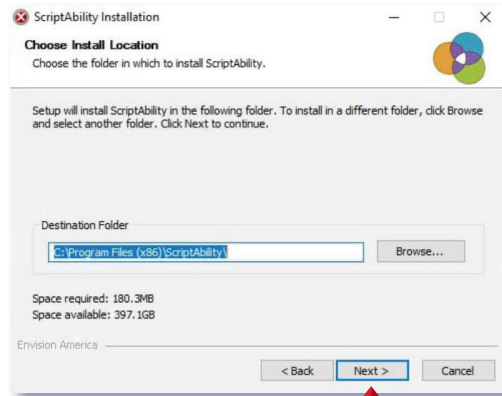 ScriptAbility Installation
Choose Install Location
Choose the folder in which to install ScriptAbility.
Setup will install ScriptAbility in the following folder. To install in a different folder, click Browse
and select another folder. Click Next to continue.
Destination Folder
C:\Program Files (x86)\ScriptAbility\
Browse...
Space required: 180.3MB
Space available: 397.1GB
Envision America
< Back
Next >
Cancel